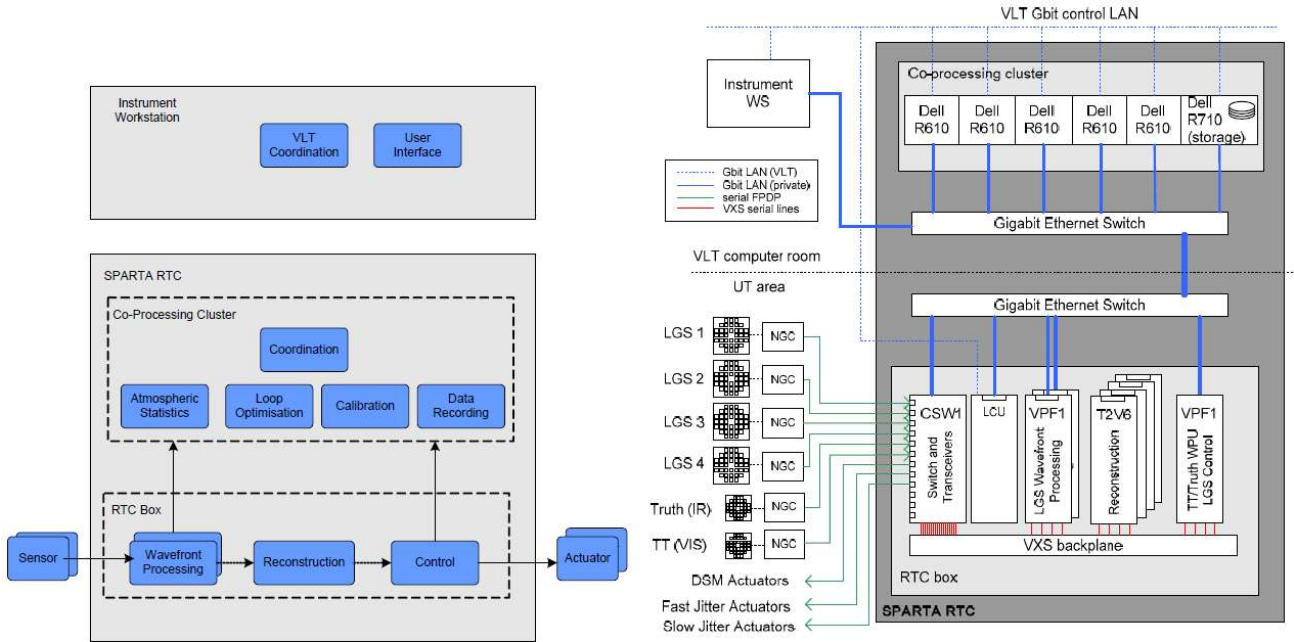 Instrument
Workstation
VLT
Coordination
User
Interface
SPARTA RTC
Co-Processing Cluster
Coordination
Atmospheric
Statistics
Loop
Optimisation
Calibration
Data
Recording
RTC Box
Sensor
Wavefront
Processing
Reconstruction
Control
Actuator
VLT Gbit control LAN
Instrument
WS
Co-processing cluster
Dell
R610
Dell
R610
Dell
R610
Dell
R610
Dell
R610
Dell
R710
(storage)
Gbit LAN (VLT)
Gbit LAN (private)
serial FPDP
VXS serial lines
Gigabit Ethernet Switch
VLT computer room
UT area
Gigabit Ethernet Switch
LGS 1
NGC
LGS 2
NGC
LGS 3
NGC
LGS 4
NGC
Truth (IR)
NGC
TT (VIS)
NGC
DSM Actuators
Fast Jitter Actuators
Slow Jitter Actuators
CSW1
Switch and
Transceivers
LCU
VPF1
LGS Wavefront
Processing
T2V6
Reconstruction
VPF1
TT/Truth WPU
LGS Control
VXS backplane
RTC box
SPARTA RTC